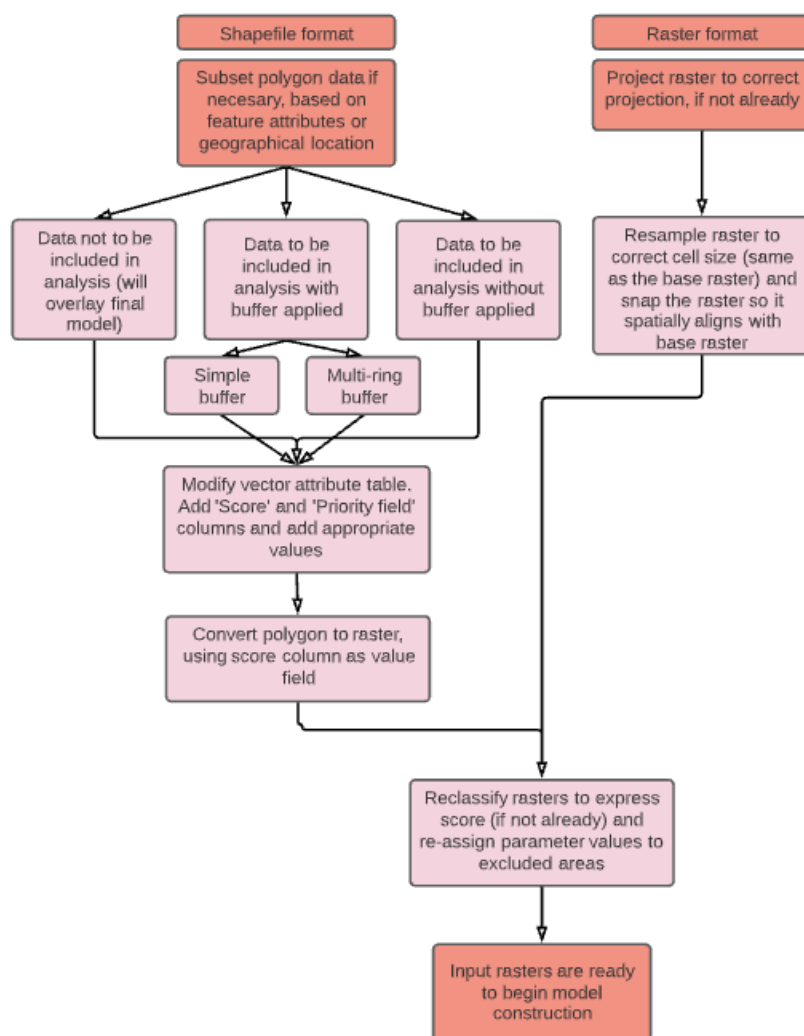 Shapefile format
Subset polygon data if
necesary, based on
feature attributes or
geographical location
Raster format
Project raster to correct
projection, if not already
Data not to be
included in
analysis (will
overlay final
model)
Data to be
included in
analysis with
buffer applied
Data to be
included in
analysis without
buffer applied
Resample raster to
correct cell size (same
as the base raster) and
snap the raster so it
spatially aligns with
base raster
Simple
buffer
Multi-ring
buffer
Modify vector attribute table.
Add 'Score' and 'Priority field'
columns and add appropriate
values
Convert polygon to raster,
using score column as value
field
Reclassify rasters to express
score (if not already) and
re-assign parameter values to
excluded areas
Input rasters are ready
to begin model
construction